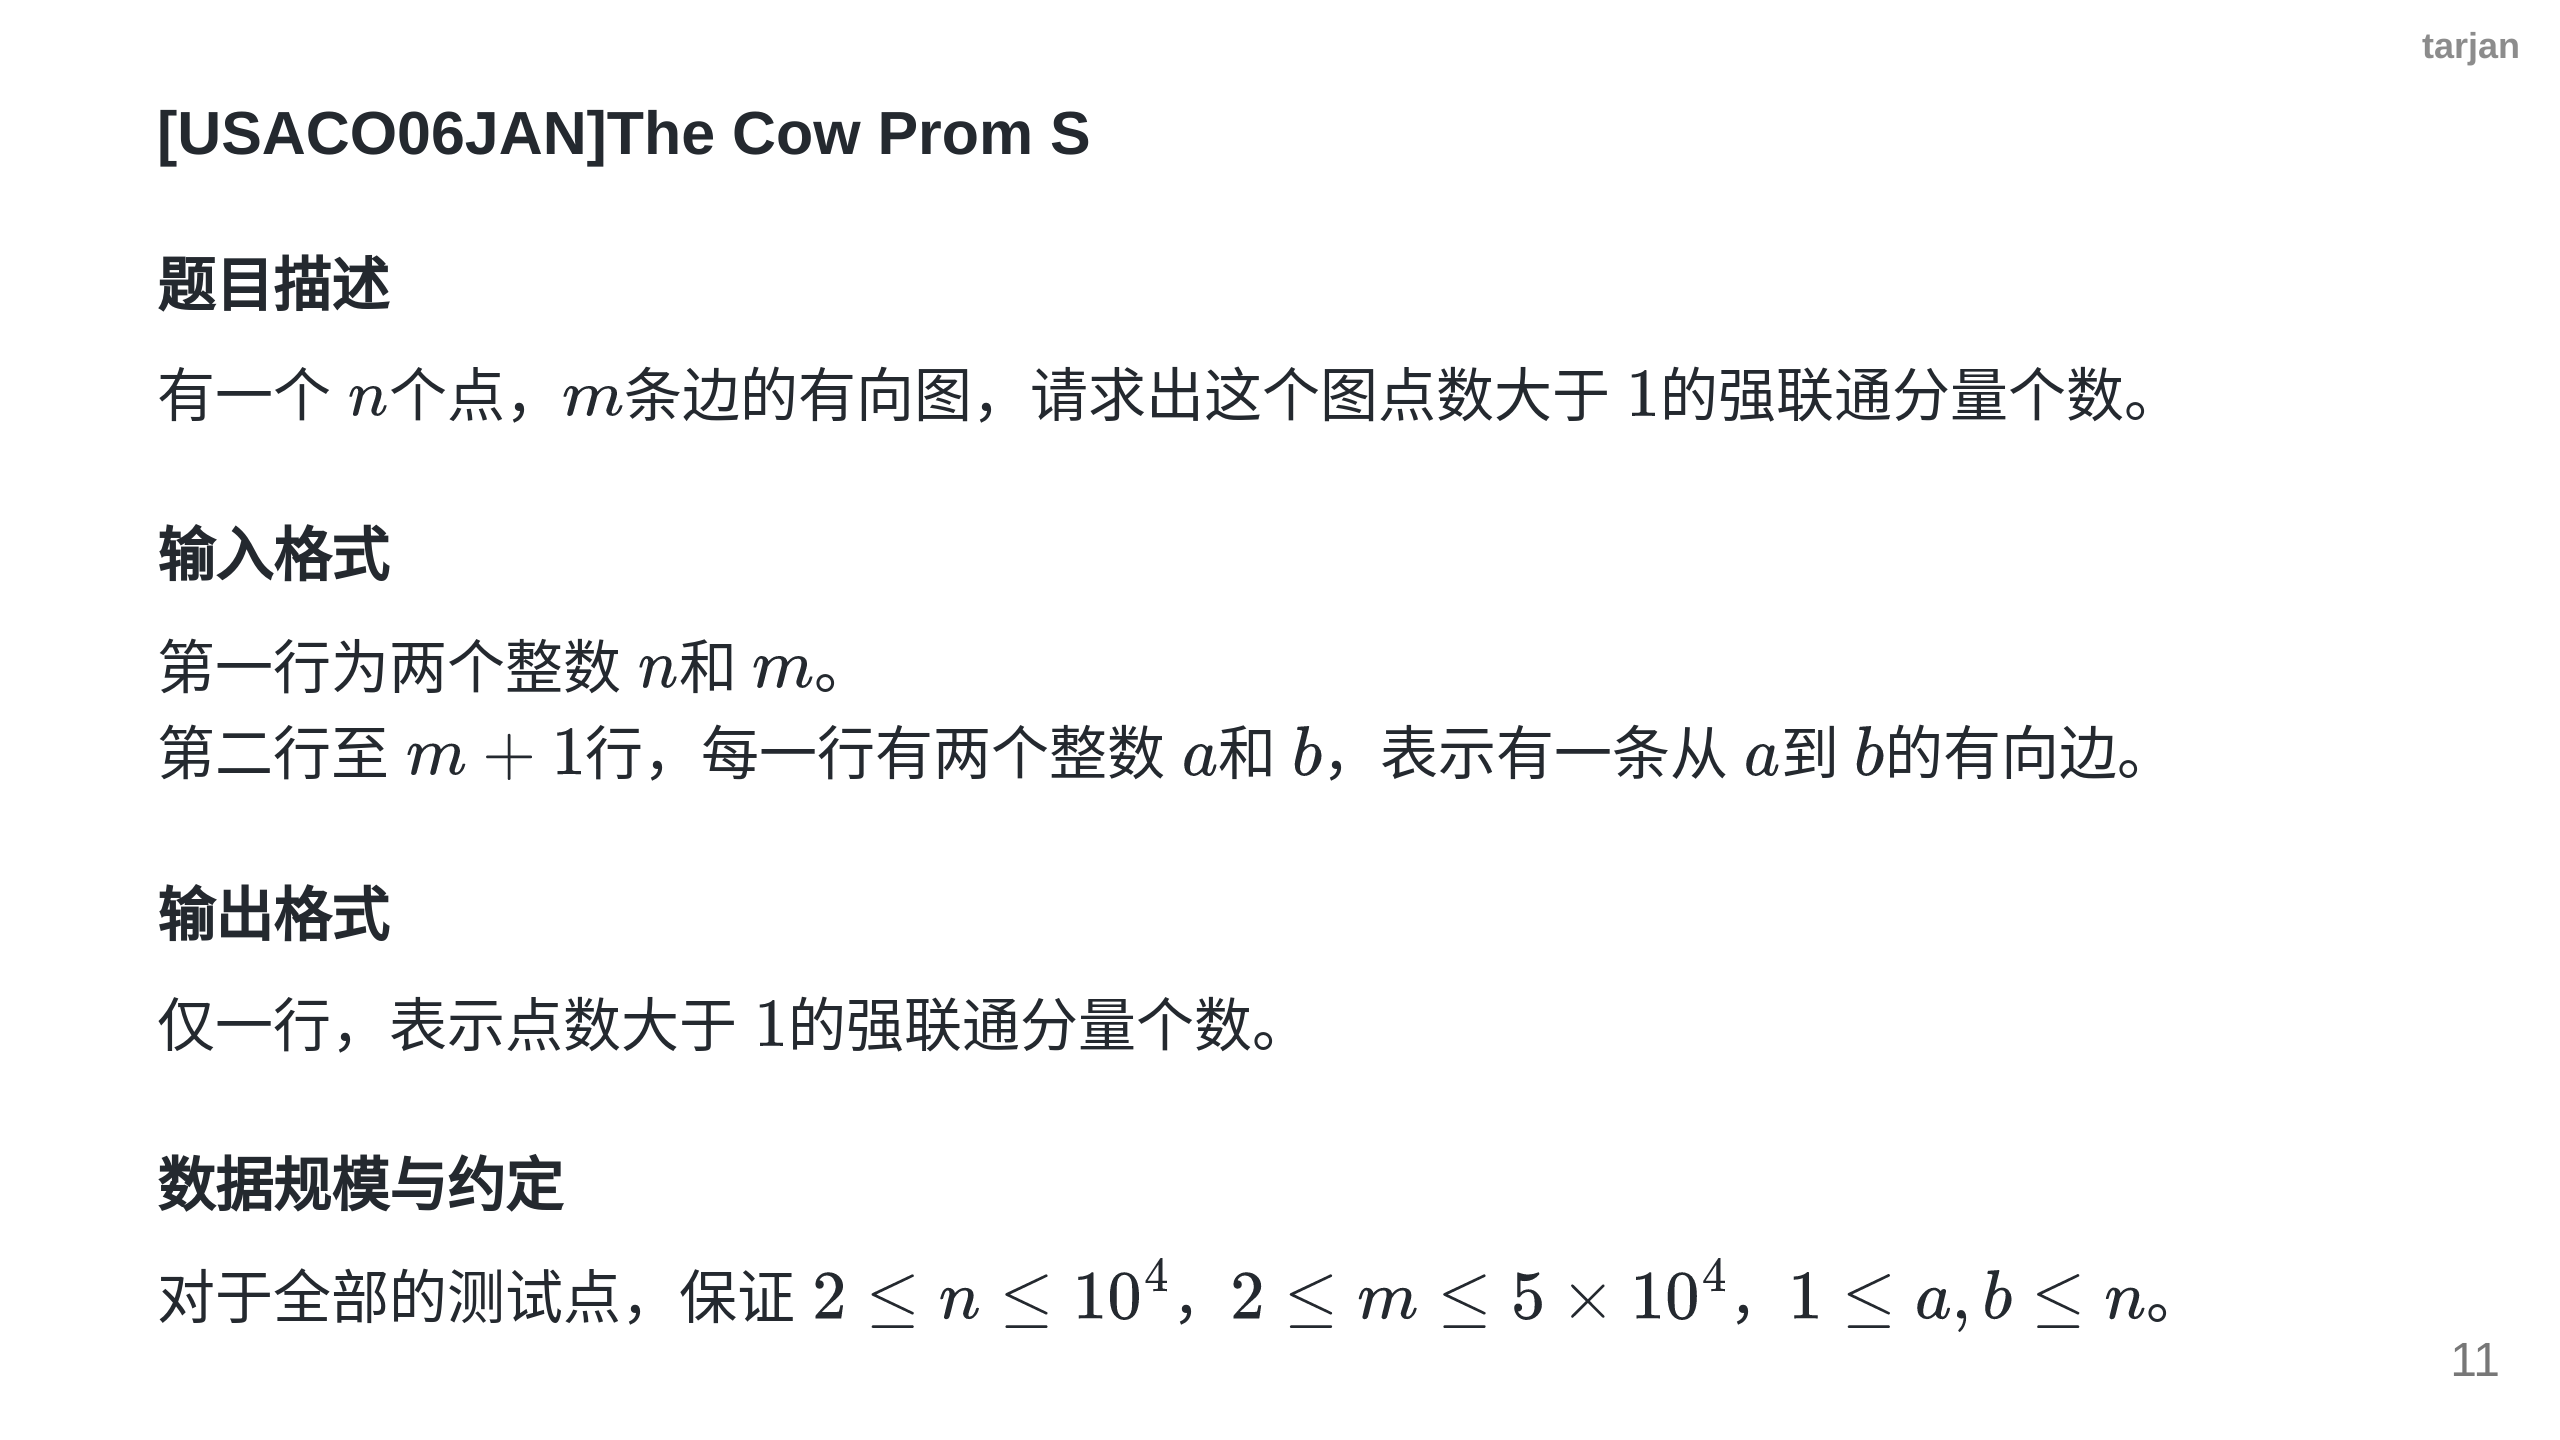 tarjan
[USACO06JAN]The Cow Prom S
题目描述
有一个 n个点，m条边的有向图，请求出这个图点数大于 1的强联通分量个数。
输入格式
第一行为两个整数 n和 m。
第二行至 m + 1行，每一行有两个整数 a和 b，表示有一条从 a到 b的有向边。
输出格式
仅一行，表示点数大于 1的强联通分量个数。
数据规模与约定
对于全部的测试点，保证 2 ≤ n ≤ 10⁴，2 ≤ m ≤ 5 × 10⁴，1 ≤ a, b ≤ n。
11